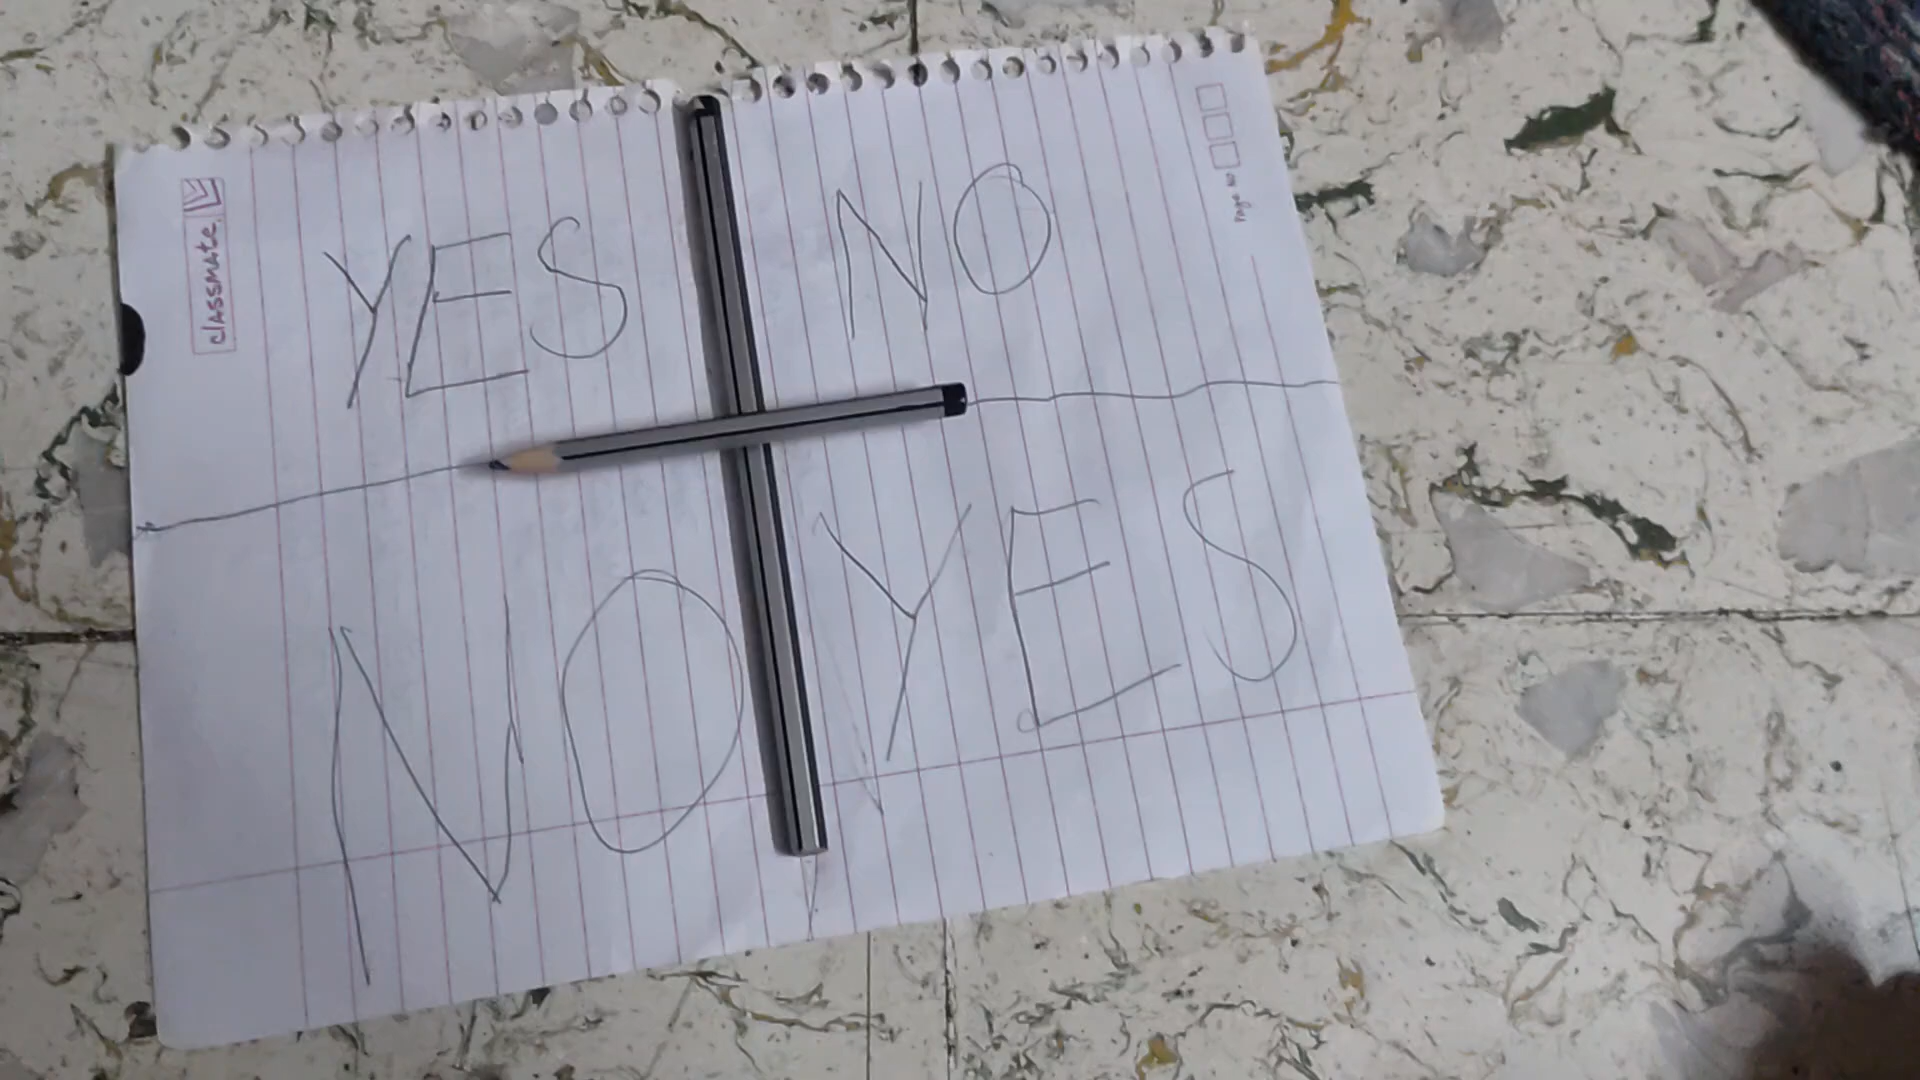 classmate
Page No
YES NO
NO YES